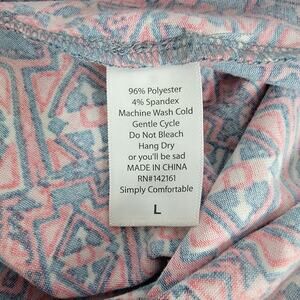 96% Polyester
4% Spandex
Machine Wash Cold
Gentle Cycle
Do Not Bleach
Hang Dry
or you'll be sad
MADE IN CHINA
RN#142161
Simply Comfortable
L